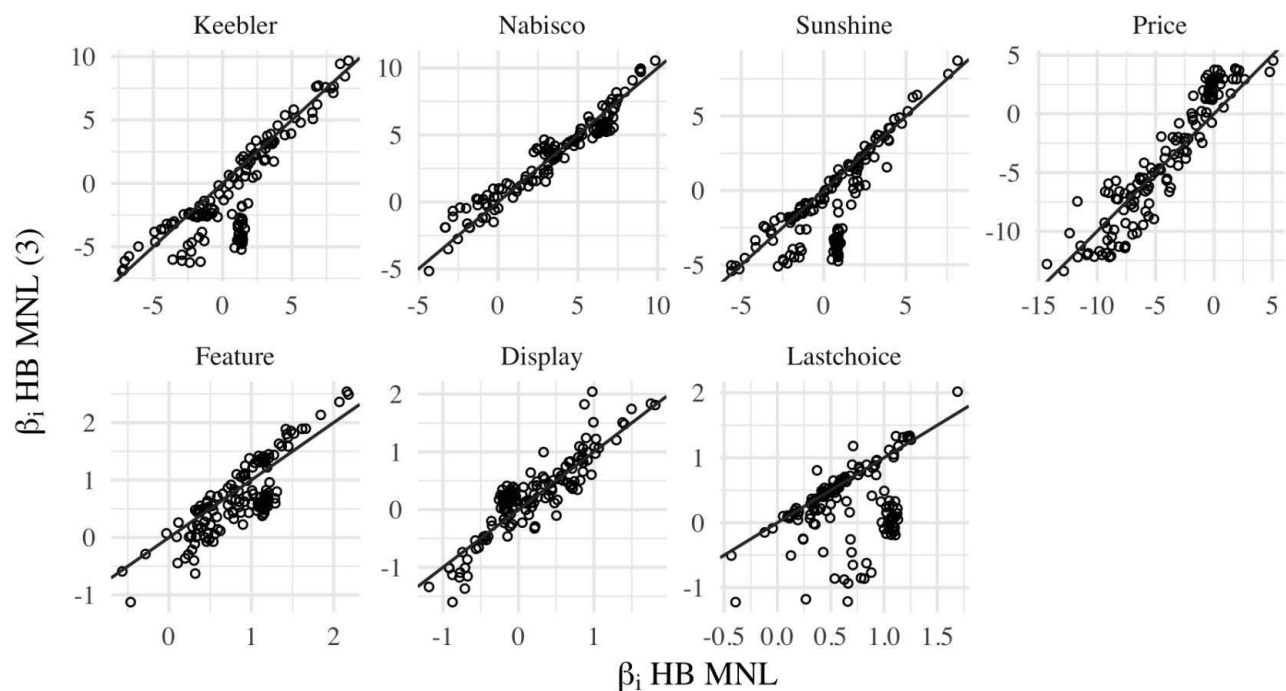 Keebler Nabisco Sunshine Price
10 10 5
5 5 5 0
0 0 0 -5
-5 -5 -5 -10
-5 0 5 -5 0 5 10 -5 0 5 -15 -10 -5 0 5
Feature Display Lastchoice
2 2 2
1 1 1
0 0 0
-1 -1 -1
0 1 2 -1 0 1 -0.5 0.0 0.5 1.0 1.5
βi HB MNL (3)
βi HB MNL